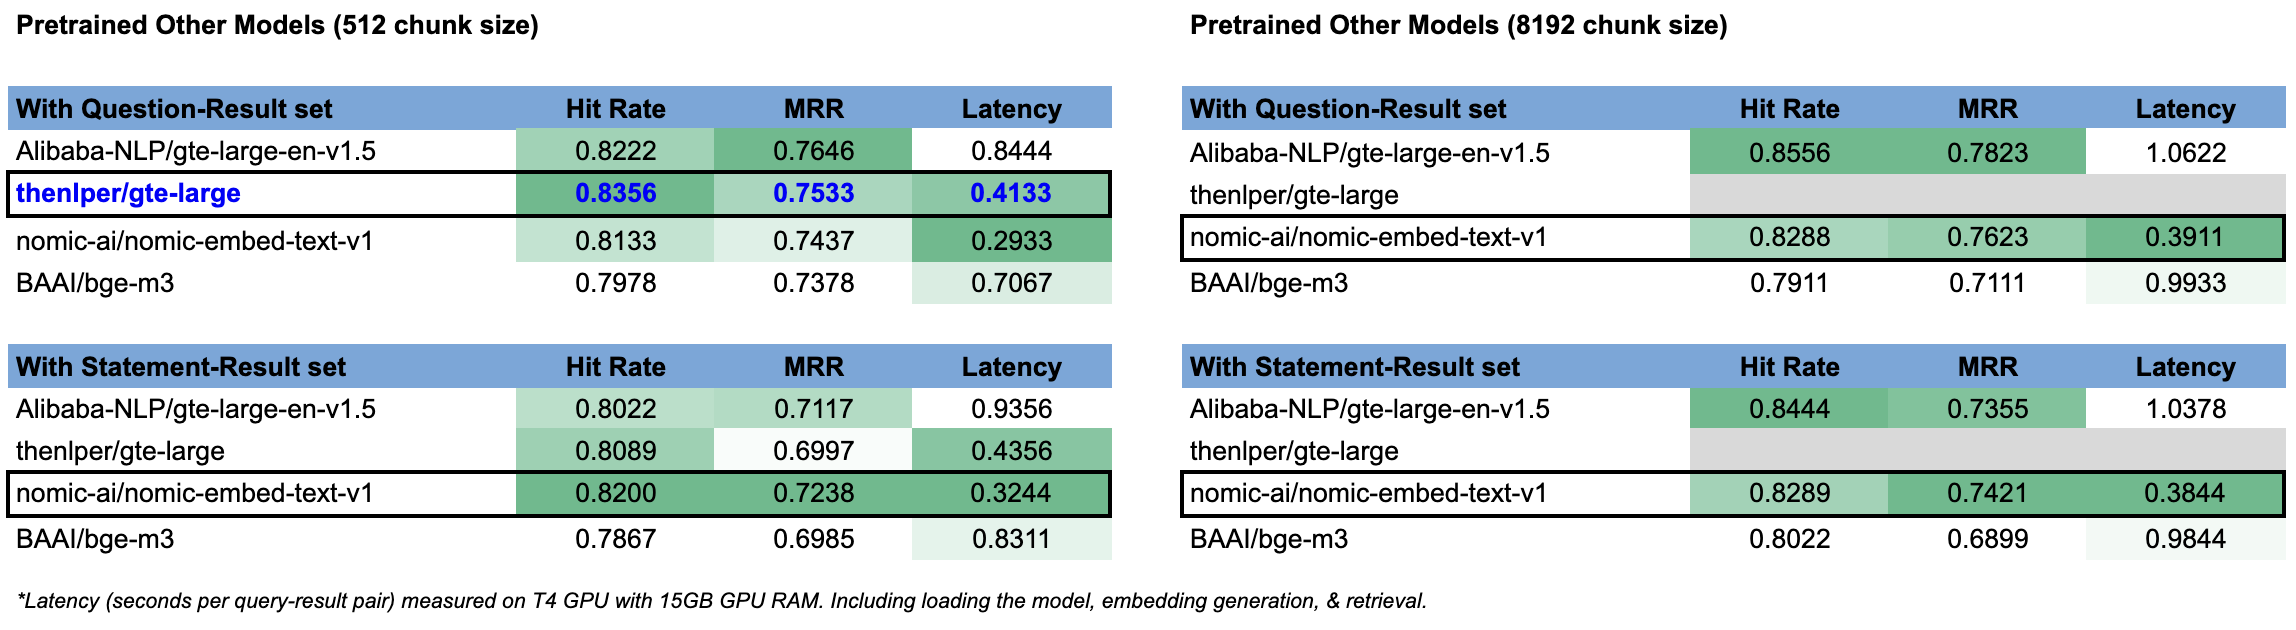 Pretrained Other Models (512 chunk size)
With Question-Result set Hit Rate MRR Latency
Alibaba-NLP/gte-large-en-v1.5 0.8222 0.7646 0.8444
thenlper/gte-large 0.8356 0.7533 0.4133
nomic-ai/nomic-embed-text-v1 0.8133 0.7437 0.2933
BAAI/bge-m3 0.7978 0.7378 0.7067
With Statement-Result set Hit Rate MRR Latency
Alibaba-NLP/gte-large-en-v1.5 0.8022 0.7117 0.9356
thenlper/gte-large 0.8089 0.6997 0.4356
nomic-ai/nomic-embed-text-v1 0.8200 0.7238 0.3244
BAAI/bge-m3 0.7867 0.6985 0.8311
Pretrained Other Models (8192 chunk size)
With Question-Result set Hit Rate MRR Latency
Alibaba-NLP/gte-large-en-v1.5 0.8556 0.7823 1.0622
thenlper/gte-large
nomic-ai/nomic-embed-text-v1 0.8288 0.7623 0.3911
BAAI/bge-m3 0.7911 0.7111 0.9933
With Statement-Result set Hit Rate MRR Latency
Alibaba-NLP/gte-large-en-v1.5 0.8444 0.7355 1.0378
thenlper/gte-large
nomic-ai/nomic-embed-text-v1 0.8289 0.7421 0.3844
BAAI/bge-m3 0.8022 0.6899 0.9844
*Latency (seconds per query-result pair) measured on T4 GPU with 15GB GPU RAM. Including loading the model, embedding generation, & retrieval.